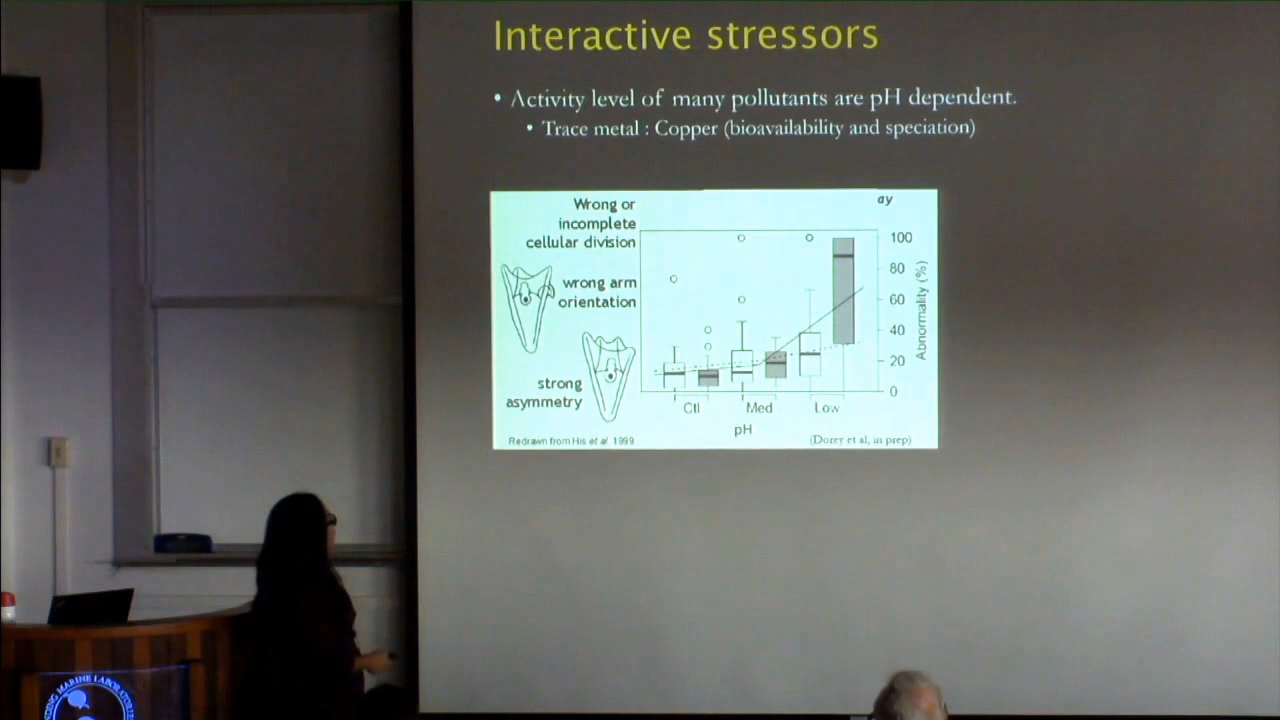 Interactive stressors
• Activity level of many pollutants are pH dependent.
• Trace metal : Copper (bioavailability and speciation)
Wrong or
incomplete
cellular division
wrong arm
orientation
strong
asymmetry
Redrawn from His et al. 1999
ay
100
80
60
40
20
0
Abnormality (%)
Ctl Med Low
pH
(Dorey et al, in prep)
MARINE LABORATORIES